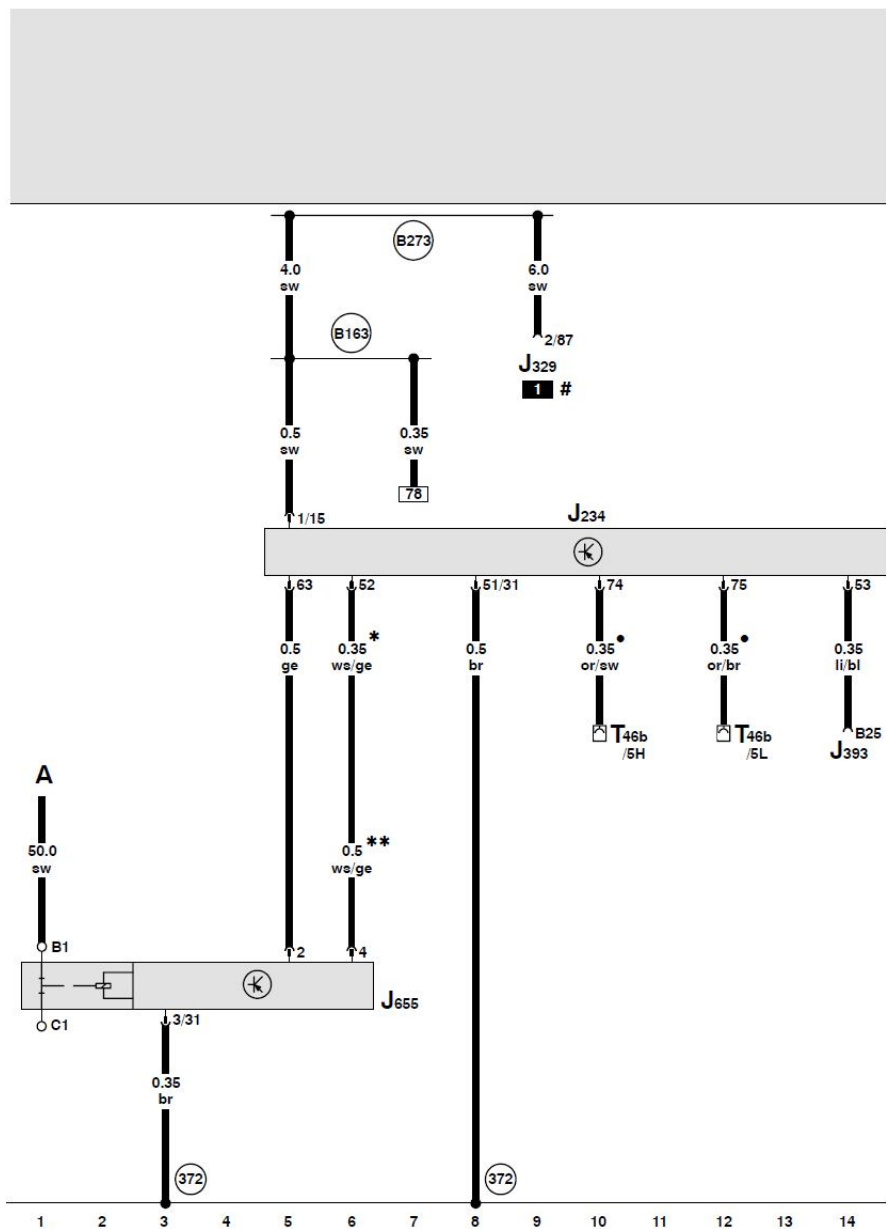 B273
4.0
sw
6.0
sw
B163
2/87
J329
1 #
0.5
sw
0.35
sw
78
1/15
J234
63
52
51/31
74
75
53
0.5
ge
0.35 *
ws/ge
0.5
br
0.35 •
or/sw
0.35 •
or/br
0.35
li/bl
T46b
/5H
T46b
/5L
B25
J393
A
50.0
sw
0.5 **
ws/ge
B1
2
4
J655
C1
3/31
0.35
br
372
372
1 2 3 4 5 6 7 8 9 10 11 12 13 14